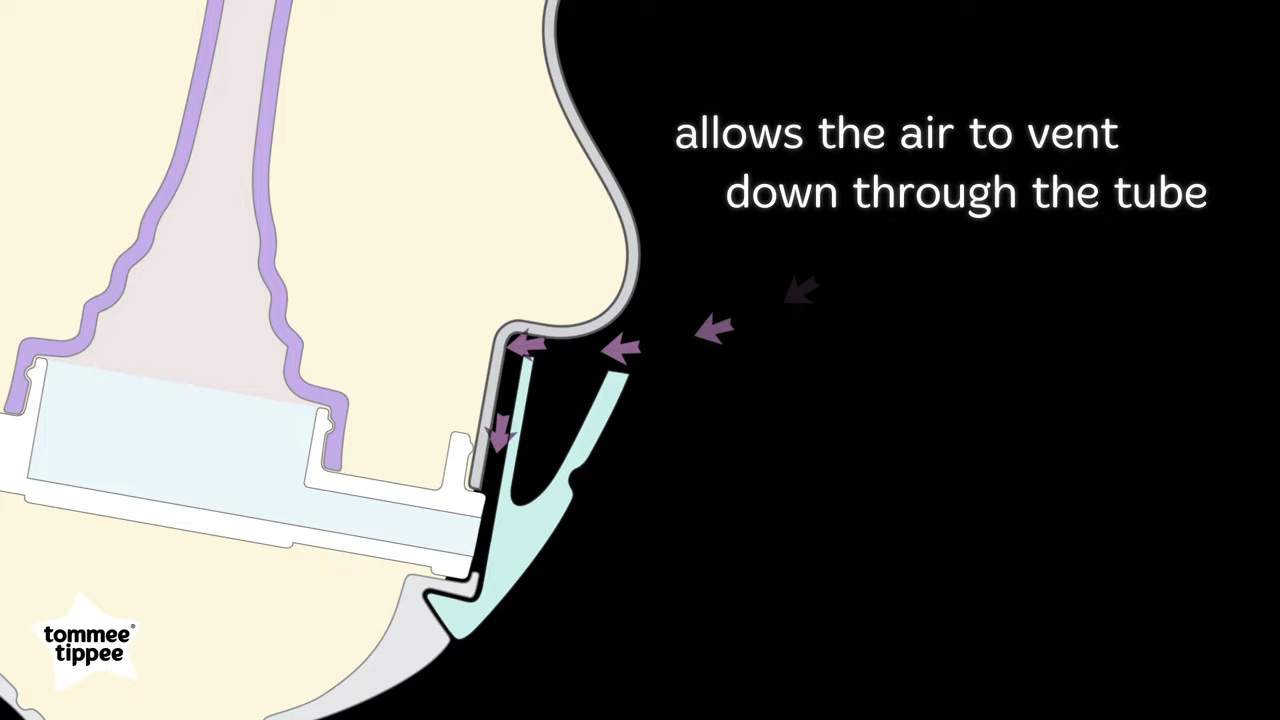 allows the air to vent
down through the tube
tommee®
tippee